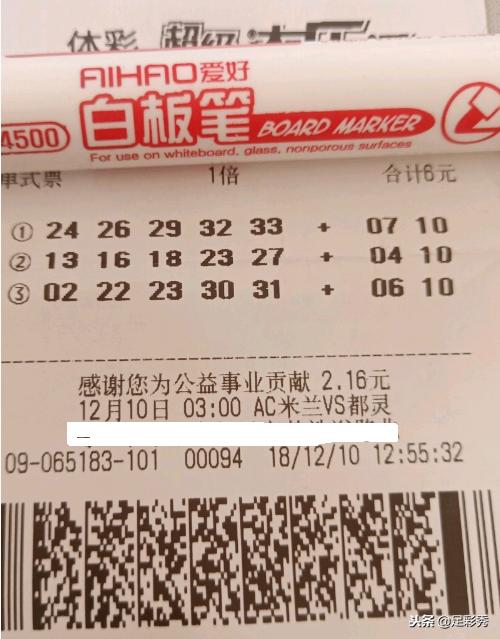 体彩 超级大乐透
AIHAO爱好
4500 白板笔 BOARD MARKER
For use on whiteboard, glass, nonporous surfaces
单式票 1倍 合计6元
① 24 26 29 32 33 + 07 10
② 13 16 18 23 27 + 04 10
③ 02 22 23 30 31 + 06 10
感谢您为公益事业贡献 2.16元
12月10日 03:00 AC米兰VS都灵
09-065183-101 00094 18/12/10 12:55:32
头条 @足彩秀